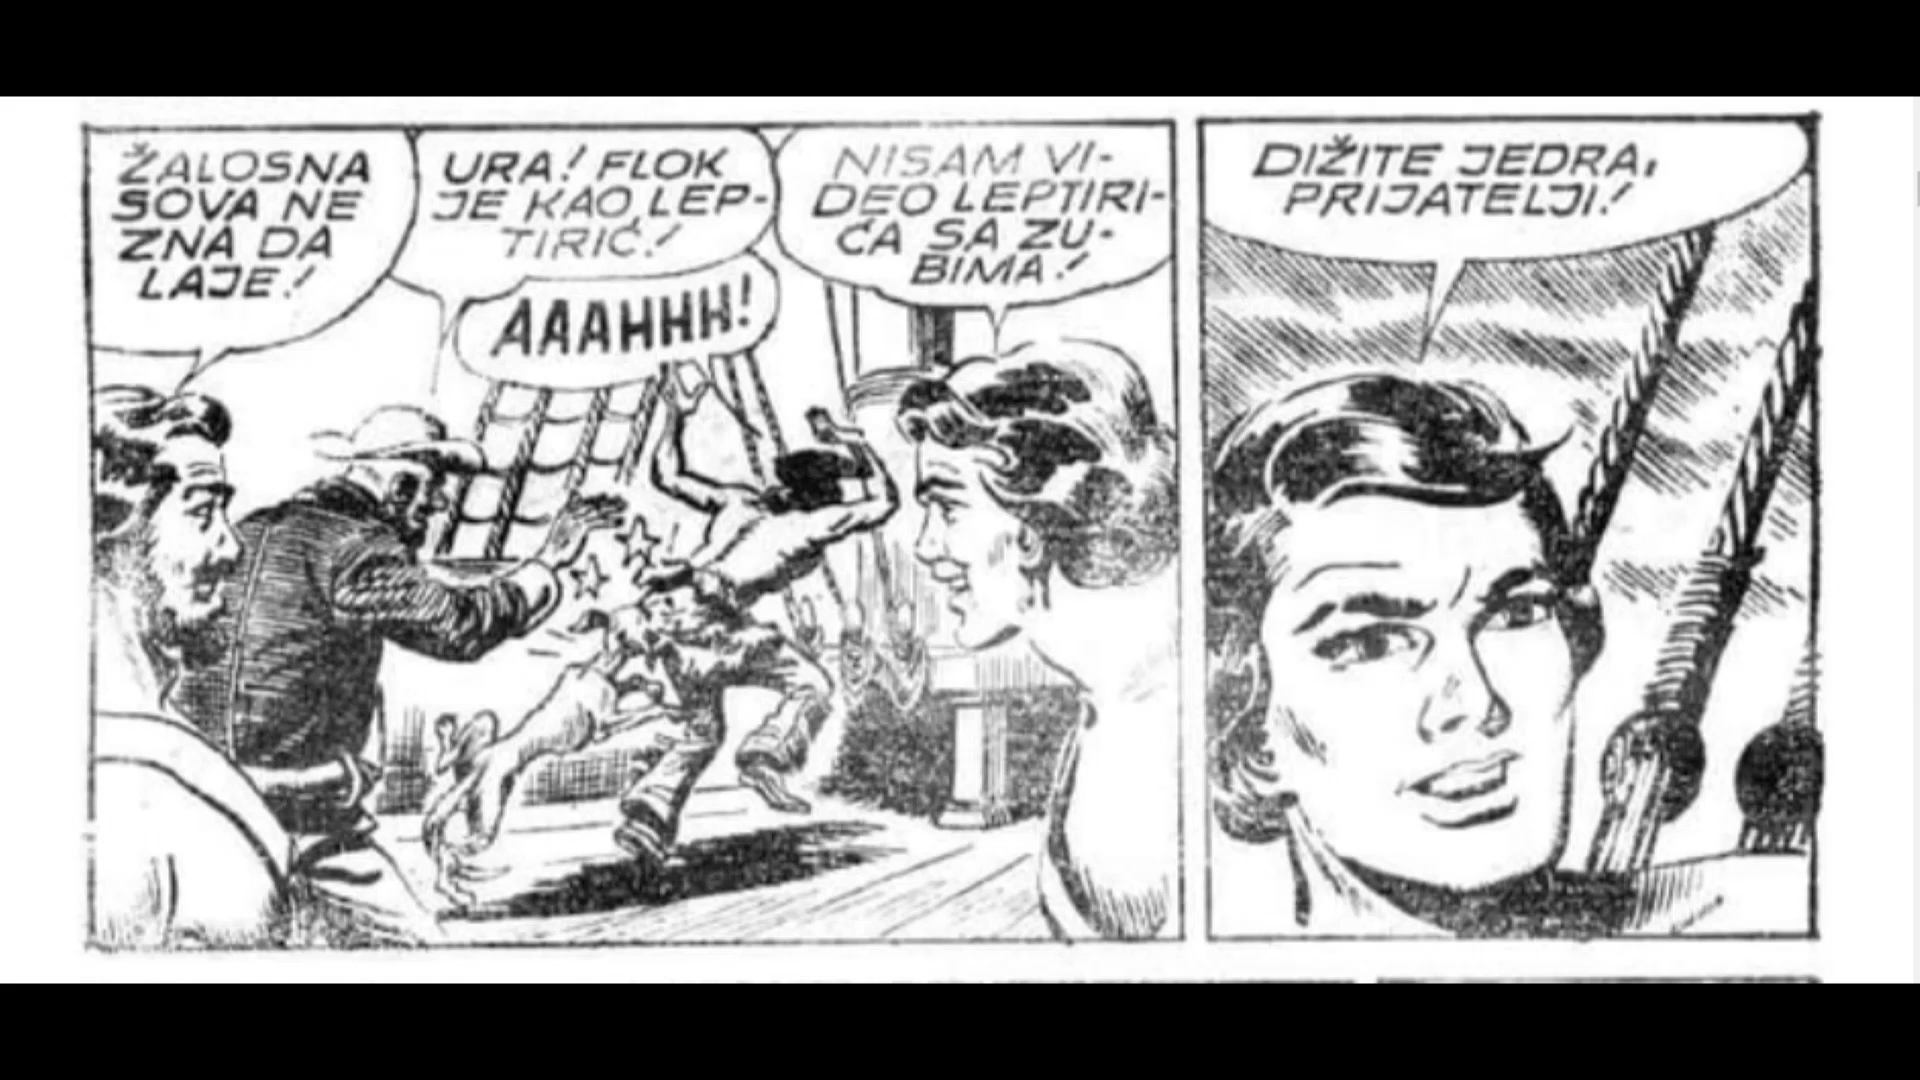 ŽALOSNA
SOVA NE
ZNA DA
LAJE!
URA! FLOK
JE KAO LEP-
TIRIĆ!
AAAHHH!
NISAM VI-
DEO LEPTIRI-
ĆA SA ZU-
BIMA!
DIŽITE JEDRA,
PRIJATELJI!